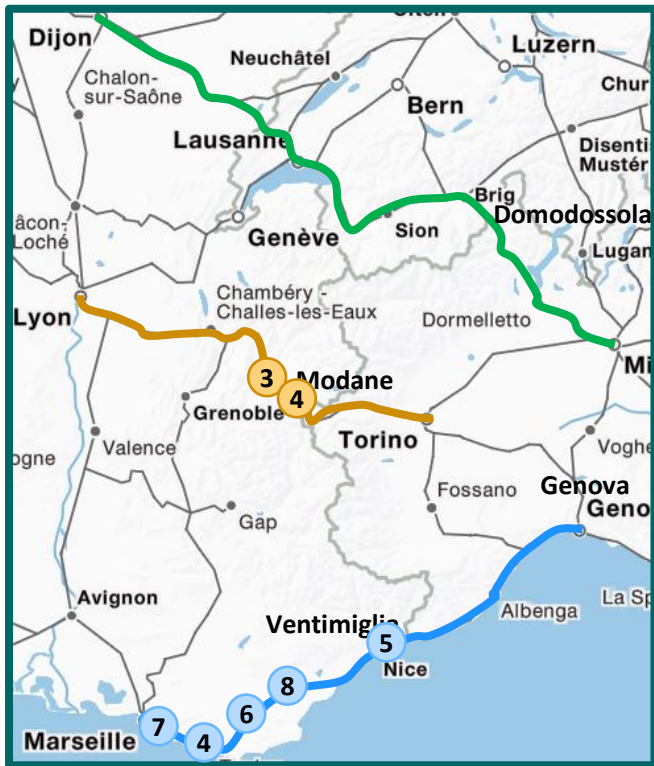 Dijon
Neuchâtel
Luzern
Chalon-
sur-Saône
Bern
Chur
Lausanne
Disentis
Mustér
Brig
Domodossola
âcon-
Loché
Genève
Sion
Lugan
Lyon
Chambéry -
Challes-les-Eaux
Dormelletto
3
Modane
Mi
4
Grenoble
Torino
Voghe
ogne
Valence
Fossano
Genova
Geno
Gap
Avignon
Albenga
La Sp
Ventimiglia
5
Nice
8
6
7
Marseille
4